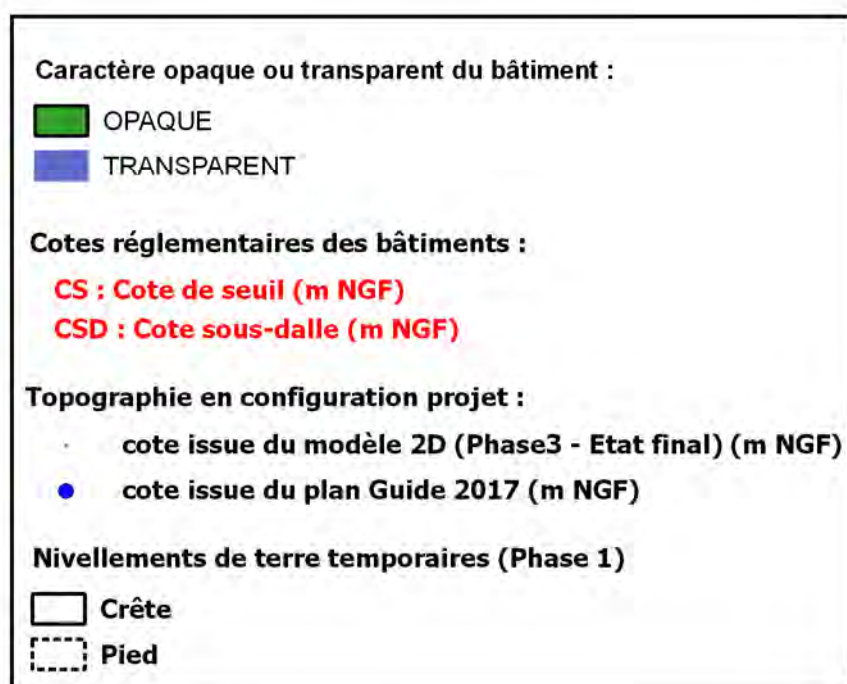 Caractère opaque ou transparent du bâtiment :
OPAQUE
TRANSPARENT
Cotes réglementaires des bâtiments :
CS : Cote de seuil (m NGF)
CSD : Cote sous-dalle (m NGF)
Topographie en configuration projet :
cote issue du modèle 2D (Phase3 - Etat final) (m NGF)
cote issue du plan Guide 2017 (m NGF)
Nivellements de terre temporaires (Phase 1)
Crête
Pied